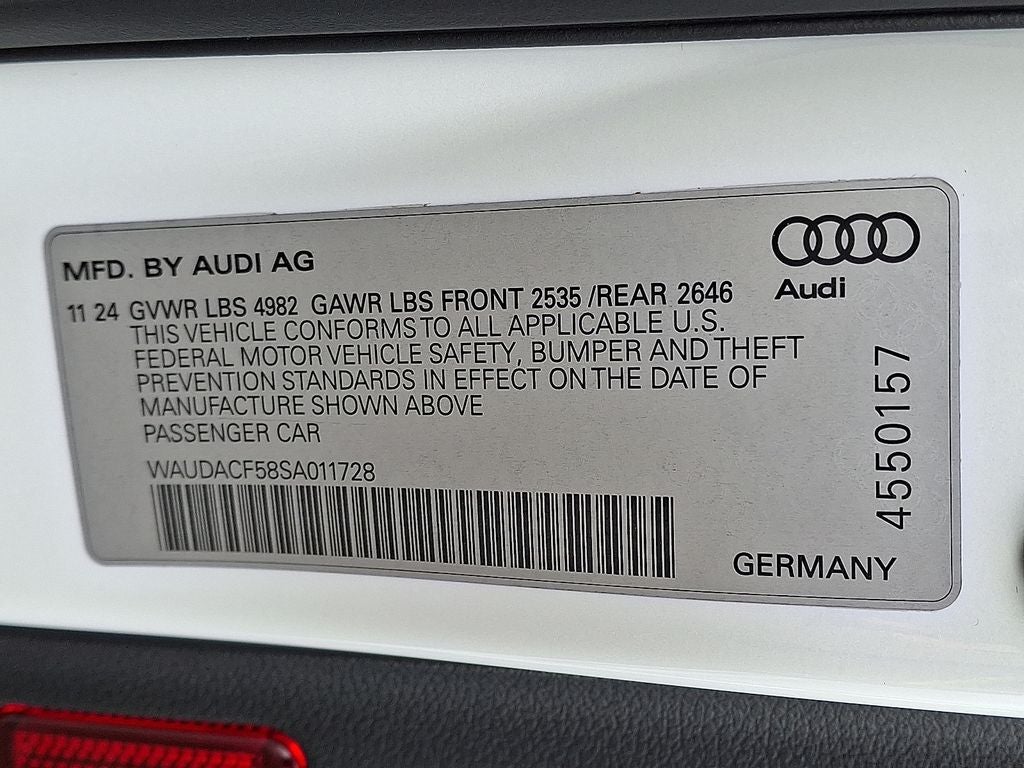 MFD. BY AUDI AG
11 24 GVWR LBS 4982 GAWR LBS FRONT 2535 /REAR 2646
THIS VEHICLE CONFORMS TO ALL APPLICABLE U.S.
FEDERAL MOTOR VEHICLE SAFETY, BUMPER AND THEFT
PREVENTION STANDARDS IN EFFECT ON THE DATE OF
MANUFACTURE SHOWN ABOVE
PASSENGER CAR
WAUDACF58SA011728
Audi
4550157
GERMANY